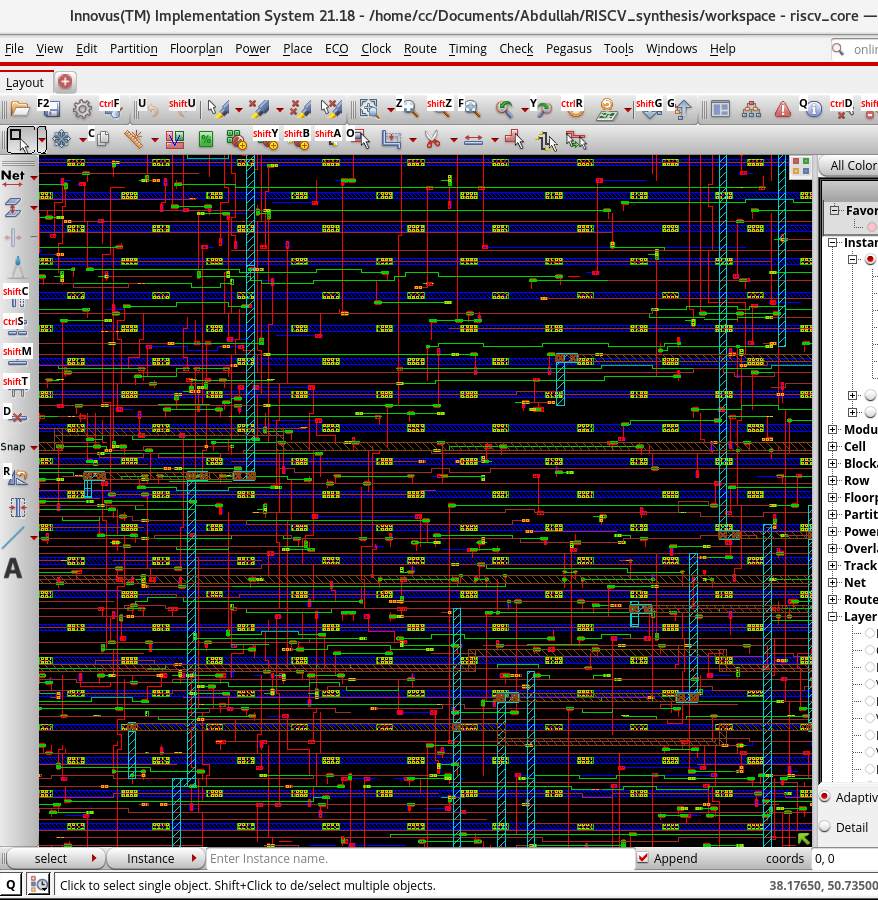 Innovus(TM) Implementation System 21.18 - /home/cc/Documents/Abdullah/RISCV_synthesis/workspace - riscv_core —
File View Edit Partition Floorplan Power Place ECO Clock Route Timing Check Pegasus Tools Windows Help
Layout
F2 CtrlF U ShiftU Z ShiftZ F Y CtrlR ShiftG G Q CtrlD
C ShiftY ShiftB ShiftA O
Net
ShiftC
CtrlS
ShiftM
ShiftT
D
Snap
R
A
All Color
Favor
Instar
Modu
Cell
Block
Row
Floorp
Partit
Power
Overla
Track
Net
Route
Layer
Adaptiv
Detail
select Instance Enter Instance name. Append coords 0, 0
Q Click to select single object. Shift+Click to de/select multiple objects. 38.17650, 50.73500